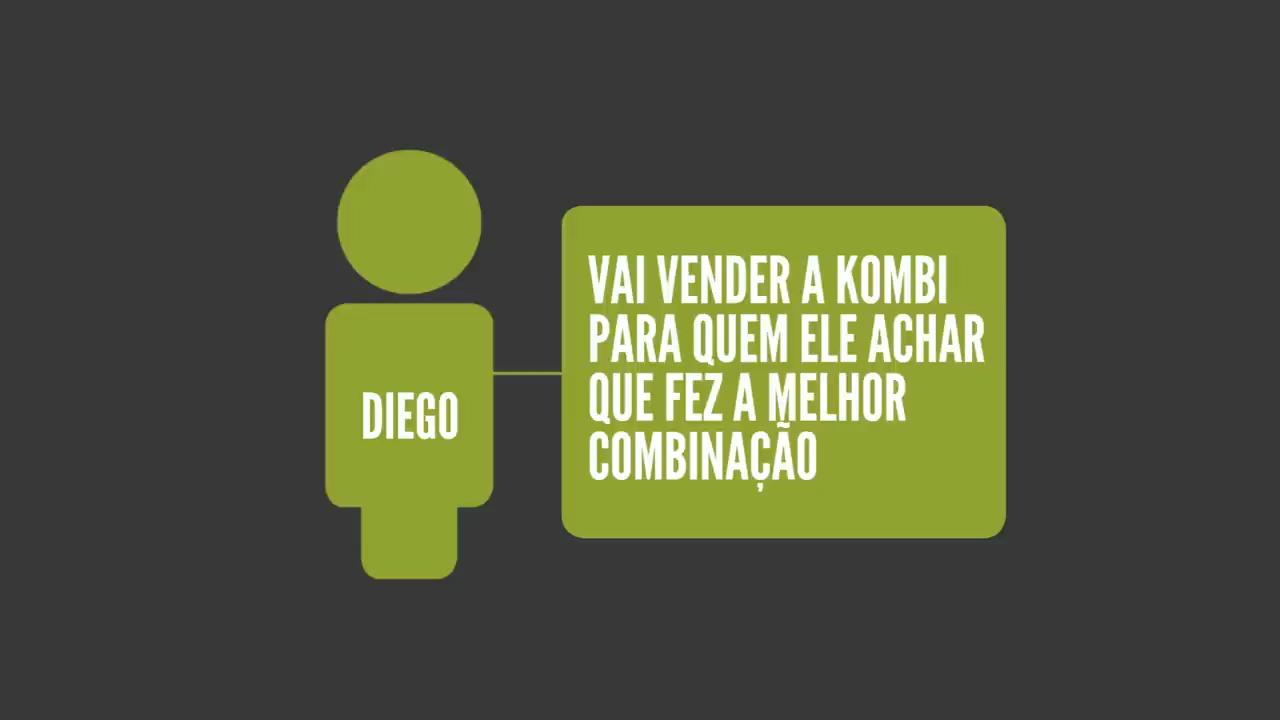 DIEGO
VAI VENDER A KOMBI
PARA QUEM ELE ACHAR
QUE FEZ A MELHOR
COMBINAÇÃO